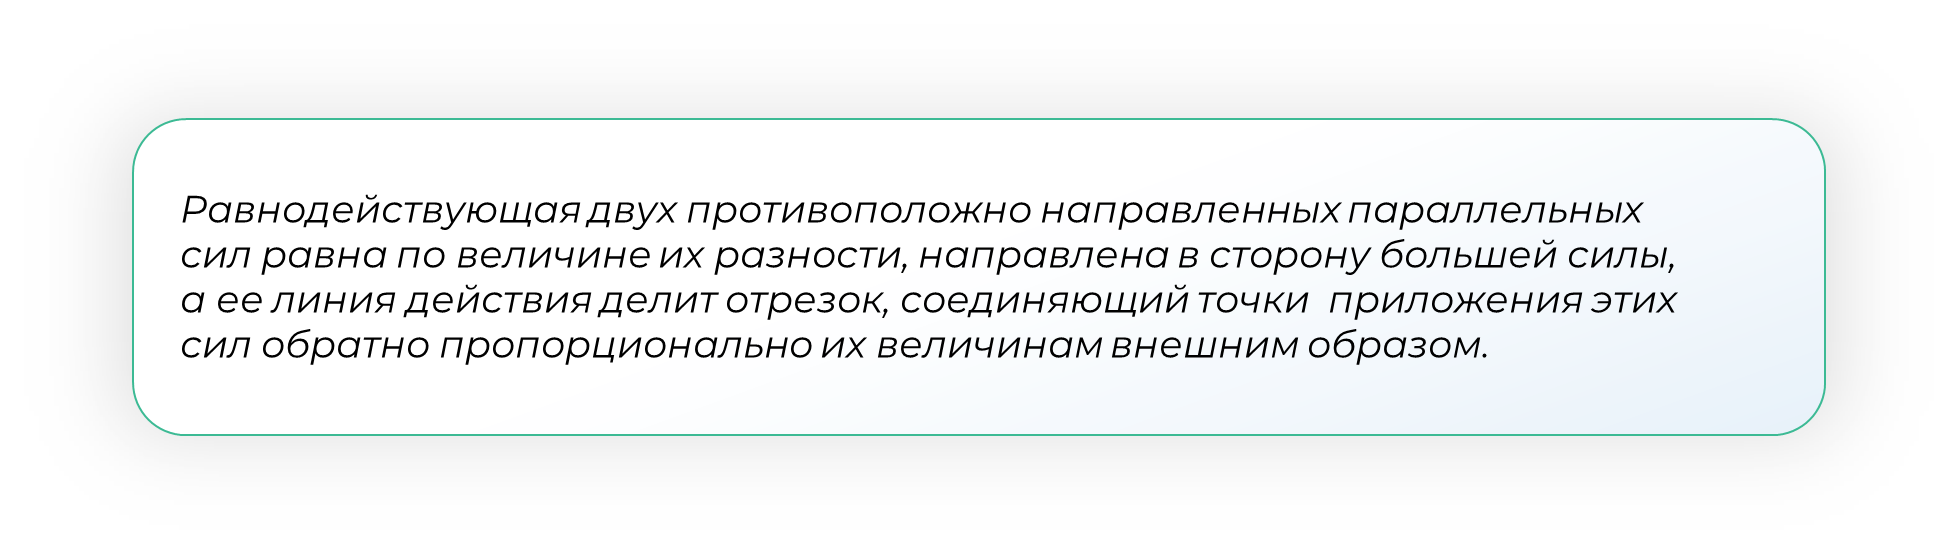 Равнодействующая двух противоположно направленных параллельных
сил равна по величине их разности, направлена в сторону большей силы,
а ее линия действия делит отрезок, соединяющий точки приложения этих
сил обратно пропорционально их величинам внешним образом.